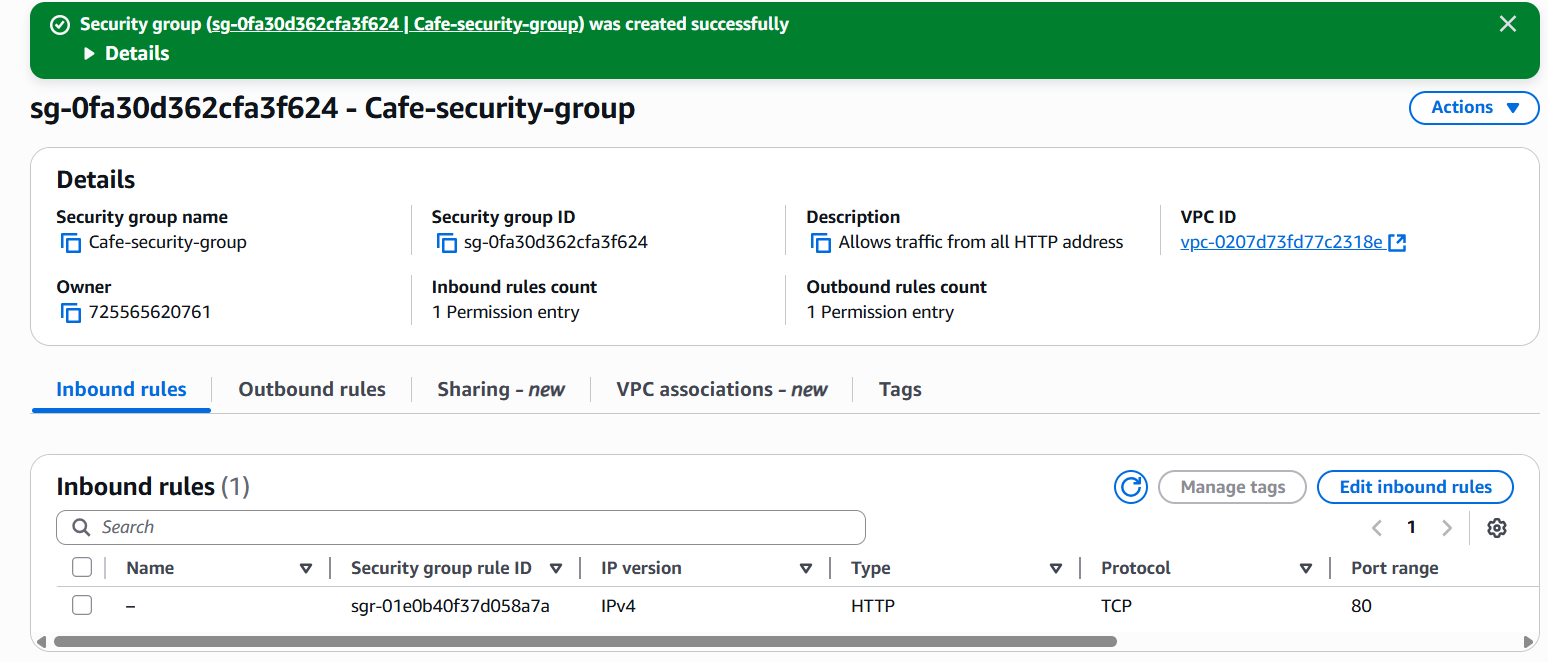 Security group (sg-0fa30d362cfa3f624 | Cafe-security-group) was created successfully
Details
sg-0fa30d362cfa3f624 - Cafe-security-group
Actions
Details
Security group name
Security group ID
Description
VPC ID
Cafe-security-group
sg-0fa30d362cfa3f624
Allows traffic from all HTTP address
vpc-0207d73fd77c2318e
Owner
Inbound rules count
Outbound rules count
725565620761
1 Permission entry
1 Permission entry
Inbound rules
Outbound rules
Sharing - new
VPC associations - new
Tags
Inbound rules (1)
Manage tags
Edit inbound rules
Search
1
Name
Security group rule ID
IP version
Type
Protocol
Port range
–
sgr-01e0b40f37d058a7a
IPv4
HTTP
TCP
80